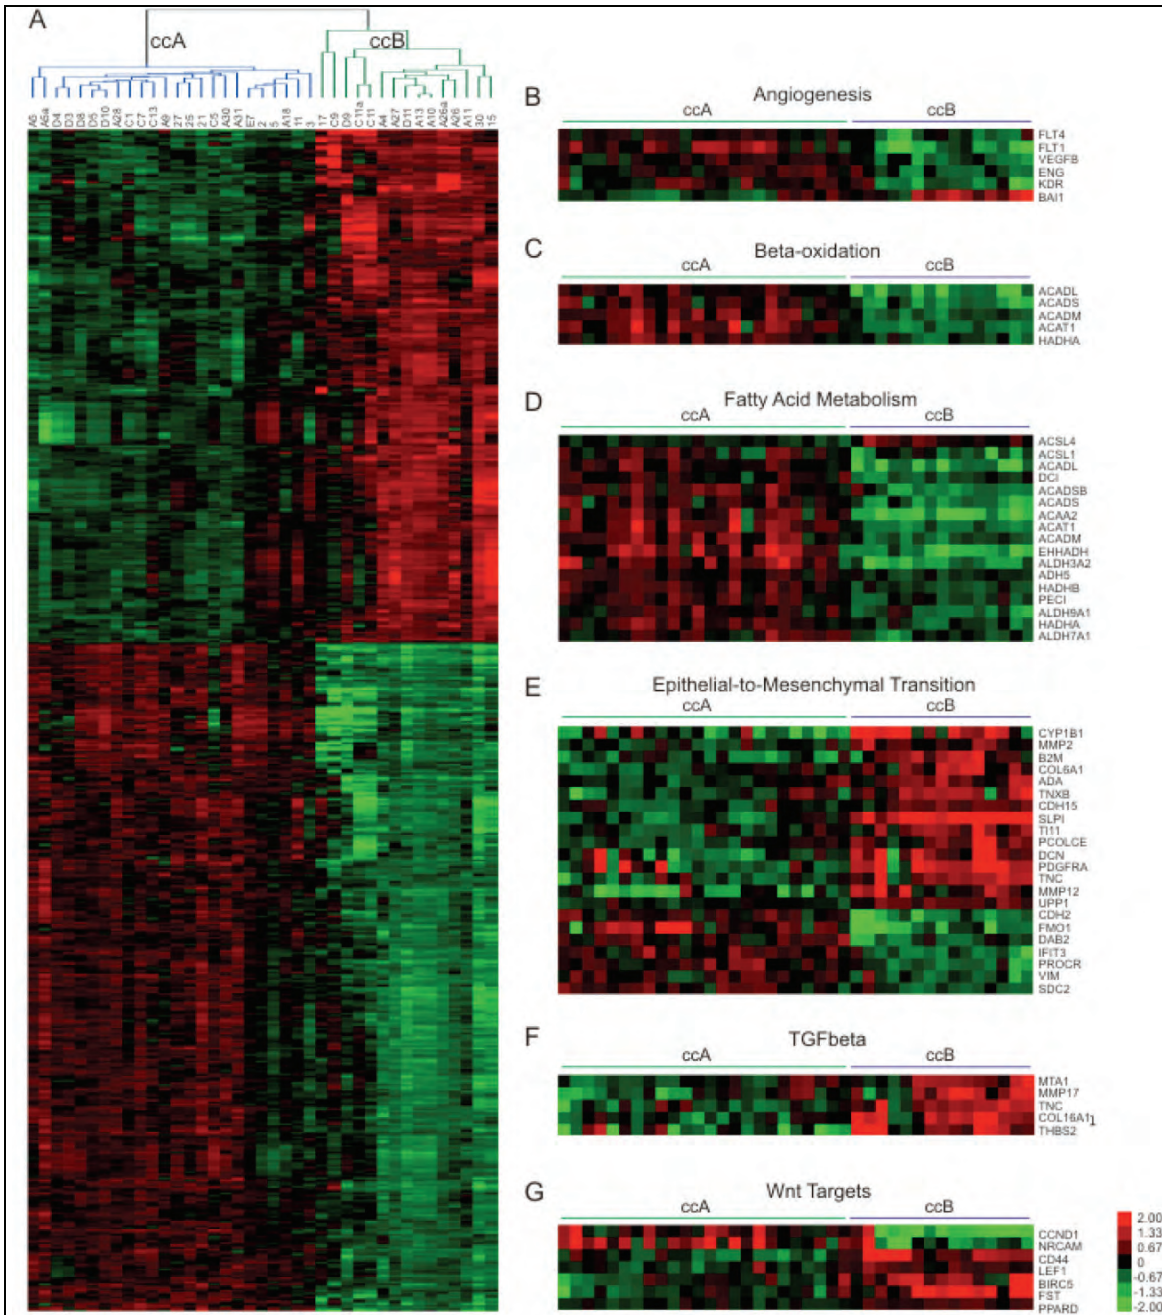 A
ccA
ccB
A5
A5a
D4
D3
D8
D5
D10
A28
C1
C7
C13
A9
27
25
21
C5
A30
A31
E7
2
5
A18
11
3
17
C9
D9
C11a
C11
A4
A27
D11
A13
A10
A26a
A26
A11
30
15
B
Angiogenesis
ccA
ccB
FLT4
FLT1
VEGFB
ENG
KDR
BAI1
C
Beta-oxidation
ccA
ccB
ACADL
ACADS
ACADM
ACAT1
HADHA
D
Fatty Acid Metabolism
ccA
ccB
ACSL4
ACSL1
ACADL
DCI
ACADSB
ACADS
ACAA2
ACAT1
ACADM
EHHADH
ALDH3A2
ADH5
HADHB
PECI
ALDH9A1
HADHA
ALDH7A1
E
Epithelial-to-Mesenchymal Transition
ccA
ccB
CYP1B1
MMP2
B2M
COL6A1
ADA
TNXB
CDH15
SLPI
TI11
PCOLCE
DCN
PDGFRA
TNC
MMP12
UPP1
CDH2
FMO1
DAB2
IFIT3
PROCR
VIM
SDC2
F
TGFbeta
ccA
ccB
MTA1
MMP17
TNC
COL16A1
THBS2
G
Wnt Targets
ccA
ccB
CCND1
NRCAM
CD44
LEF1
BIRC5
FST
PPARD
2.00
1.33
0.67
0
-0.67
-1.33
-2.00